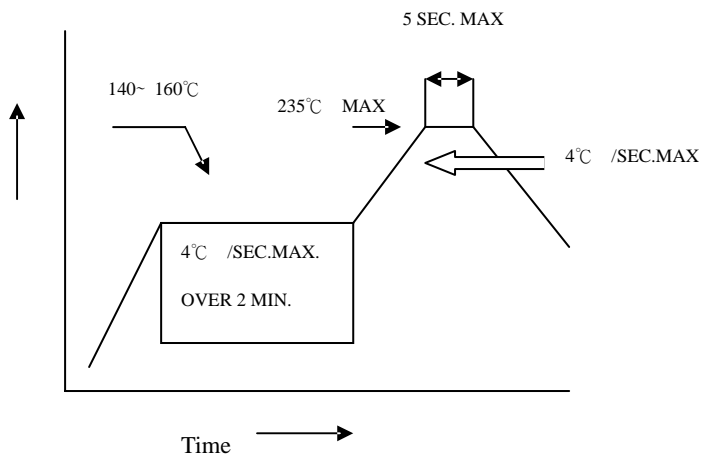 5 SEC. MAX
140~ 160℃
235℃ MAX
4℃ /SEC.MAX
4℃ /SEC.MAX.
OVER 2 MIN.
Time